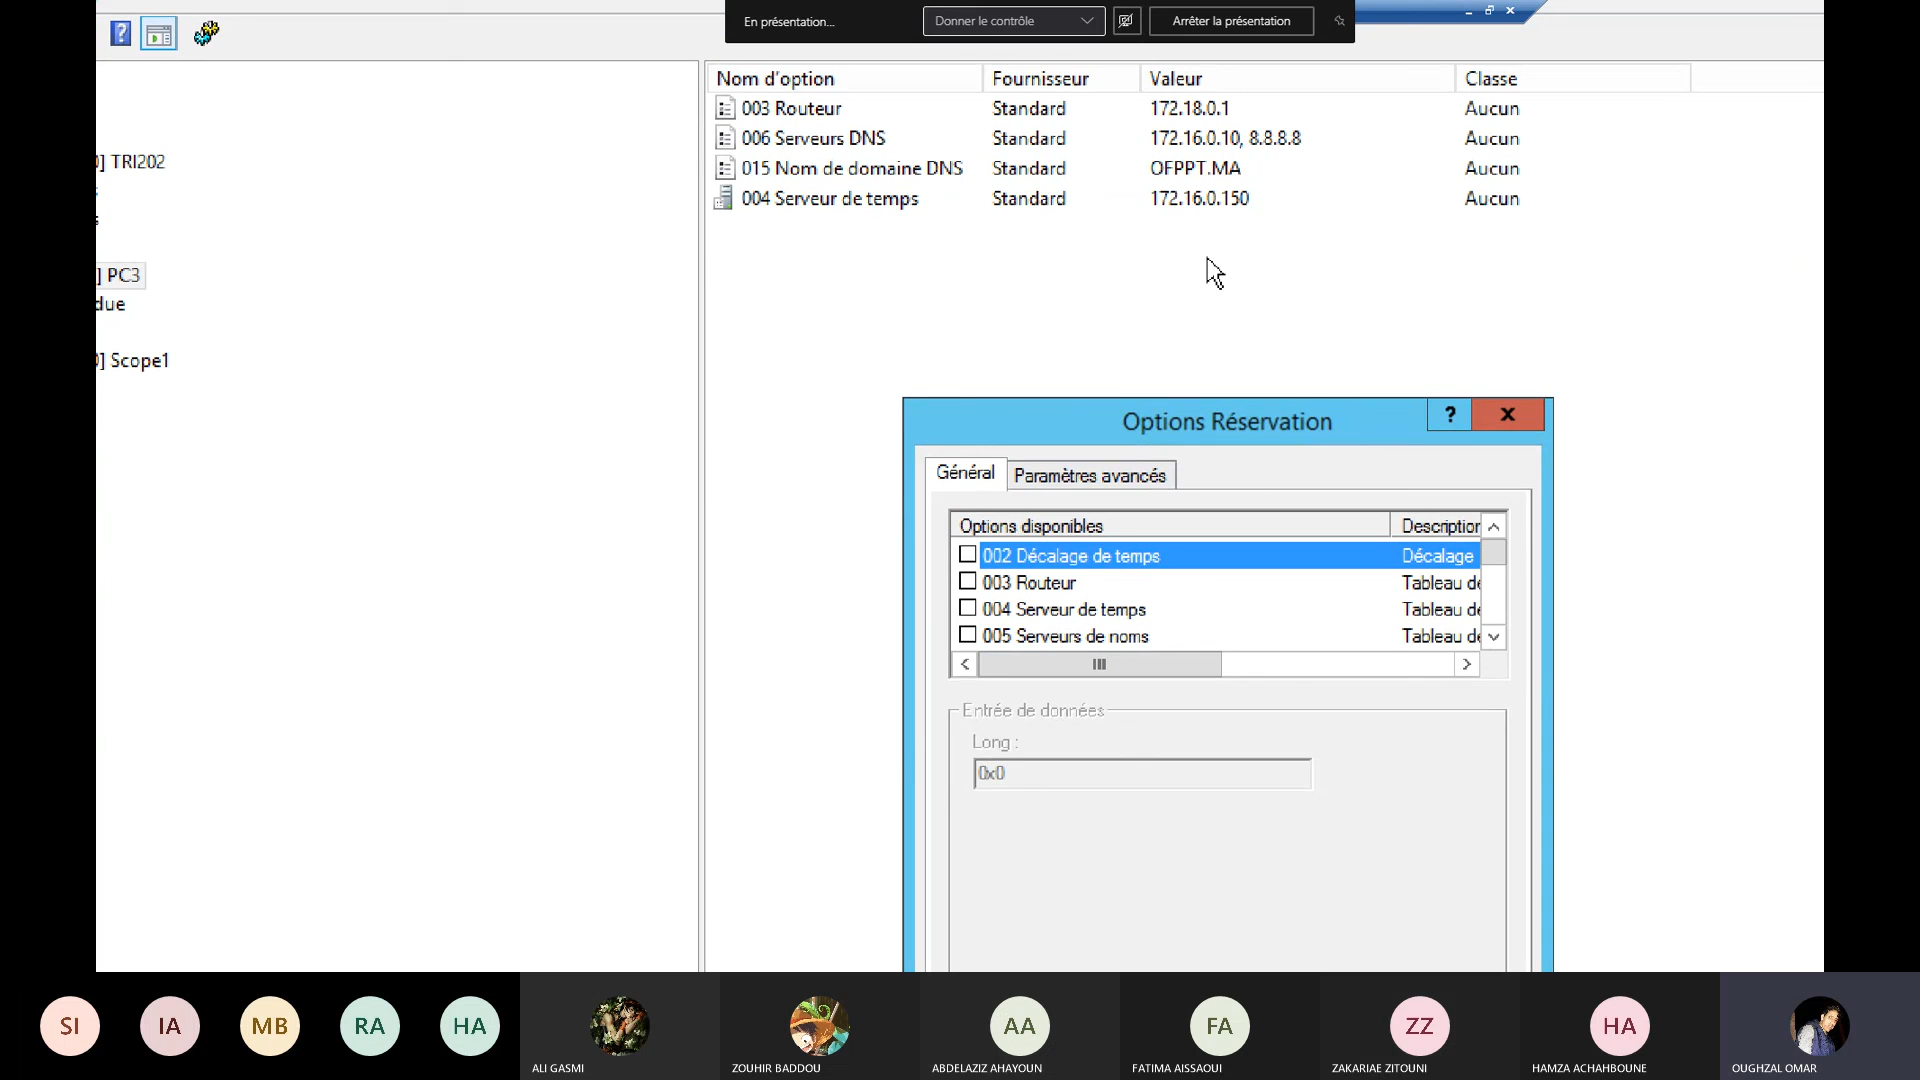 En présentation...
Donner le contrôle
Arrêter la présentation
] TRI202
] PC3
due
] Scope1
Nom d'option Fournisseur Valeur Classe
003 Routeur Standard 172.18.0.1 Aucun
006 Serveurs DNS Standard 172.16.0.10, 8.8.8.8 Aucun
015 Nom de domaine DNS Standard OFPPT.MA Aucun
004 Serveur de temps Standard 172.16.0.150 Aucun
Options Réservation
Général Paramètres avancés
Options disponibles Description
002 Décalage de temps Décalage
003 Routeur Tableau de
004 Serveur de temps Tableau de
005 Serveurs de noms Tableau de
Entrée de données
Long :
0x0
SI IA MB RA HA AA FA ZZ HA
ALI GASMI ZOUHIR BADDOU ABDELAZIZ AHAYOUN FATIMA AISSAOUI ZAKARIAE ZITOUNI HAMZA ACHAHBOUNE OUGHZAL OMAR